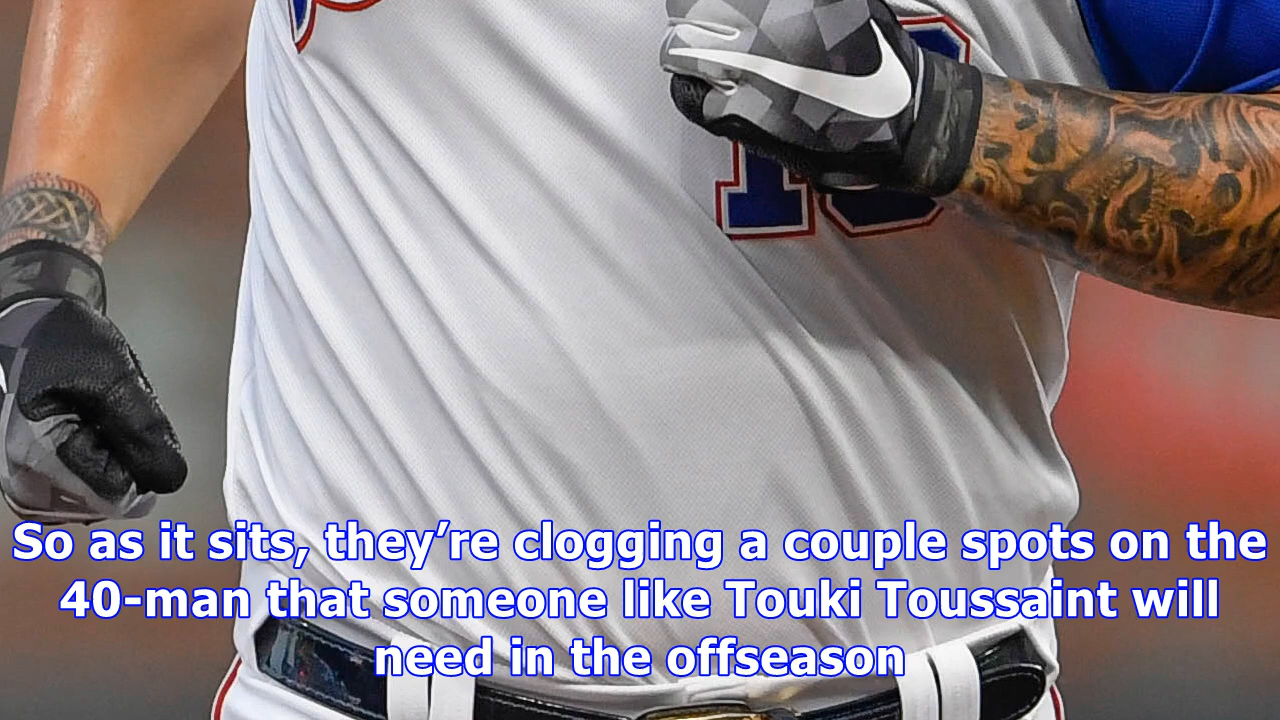 So as it sits, they’re clogging a couple spots on the
40-man that someone like Touki Toussaint will
need in the offseason